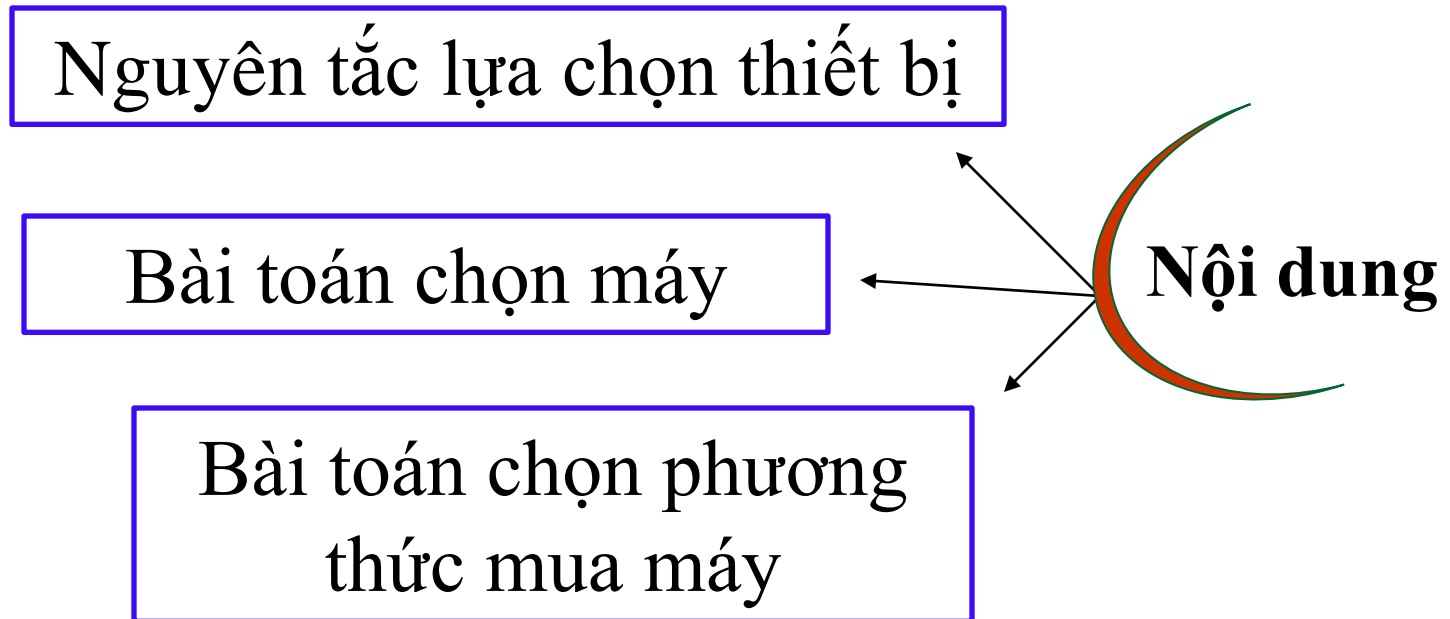 Nguyên tắc lựa chọn thiết bị
Bài toán chọn máy
Nội dung
Bài toán chọn phương
thức mua máy